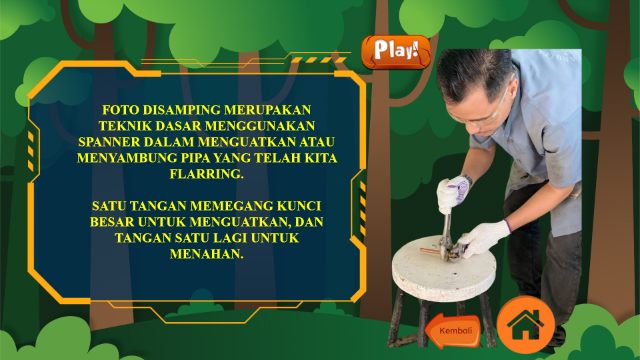 Play!
FOTO DISAMPING MERUPAKAN
TEKNIK DASAR MENGGUNAKAN
SPANNER DALAM MENGUATKAN ATAU
MENYAMBUNG PIPA YANG TELAH KITA
FLARRING.
SATU TANGAN MEMEGANG KUNCI
BESAR UNTUK MENGUATKAN, DAN
TANGAN SATU LAGI UNTUK
MENAHAN.
Kembali